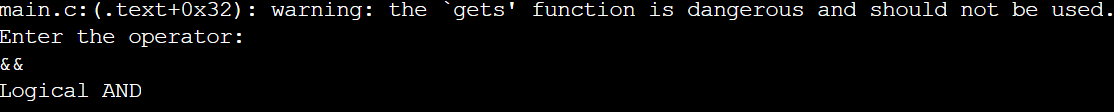 main.c:(.text+0x32): warning: the `gets' function is dangerous and should not be used.
Enter the operator:
&&
Logical AND